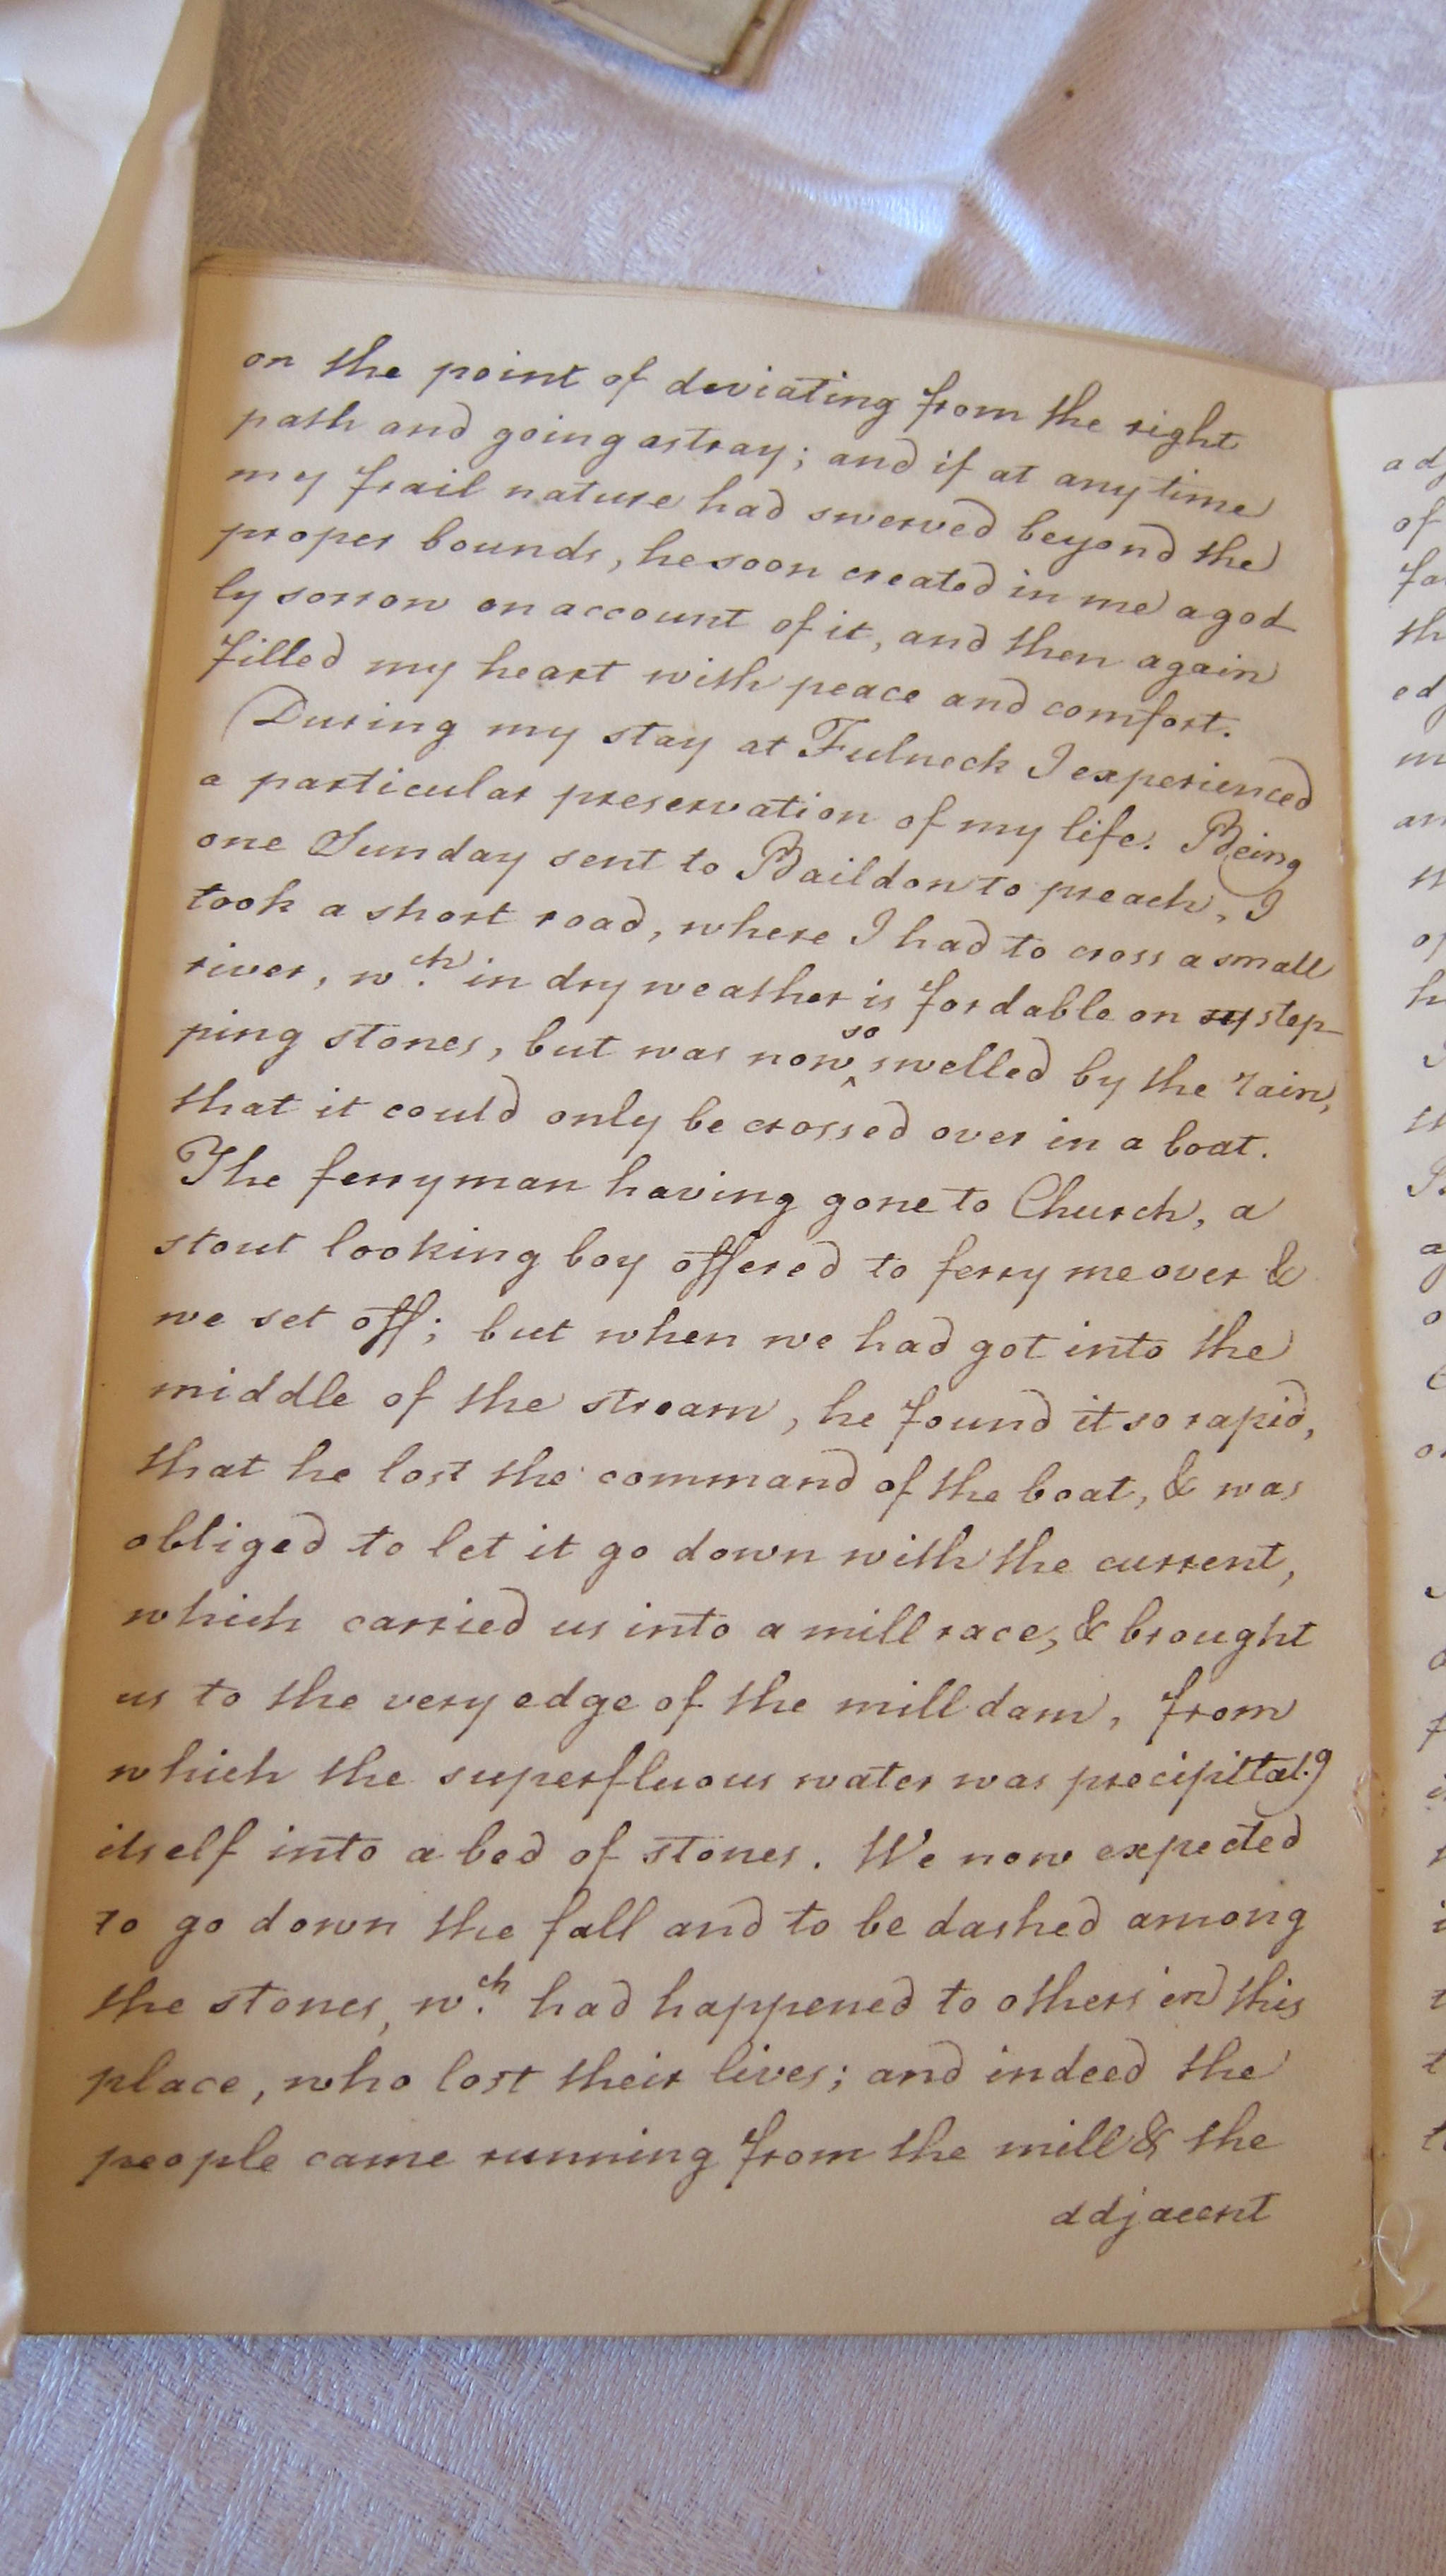 on the point of deviating from the right
path and going astray; and if at any time
my frail nature had swerved beyond the
proper bounds, he soon created in me a god
ly sorrow on account of it, and then again
filled my heart with peace and comfort.
During my stay at Fulneck I experienced
a particular preservation of my life. Being
one Sunday sent to Baildon to preach, I
took a short road, where I had to cross a small
river, wch. in dry weather is fordable on step-
ping stones, but was now so swelled by the rain,
that it could only be crossed over in a boat.
The ferryman having gone to Church, a
stout looking boy offered to ferry me over &
we set off; but when we had got into the
middle of the stream, he found it so rapid,
that he lost the command of the boat, & was
obliged to let it go down with the current,
which carried us into a mill race, & brought
us to the very edge of the mill dam, from
which the superfluous water was precipittat.g
itself into a bed of stones. We now expected
to go down the fall and to be dashed among
the stones, wch. had happened to others in this
place, who lost their lives; and indeed the
people came running from the mill & the
adjacent
ad
of
fa
th
ed
m
an